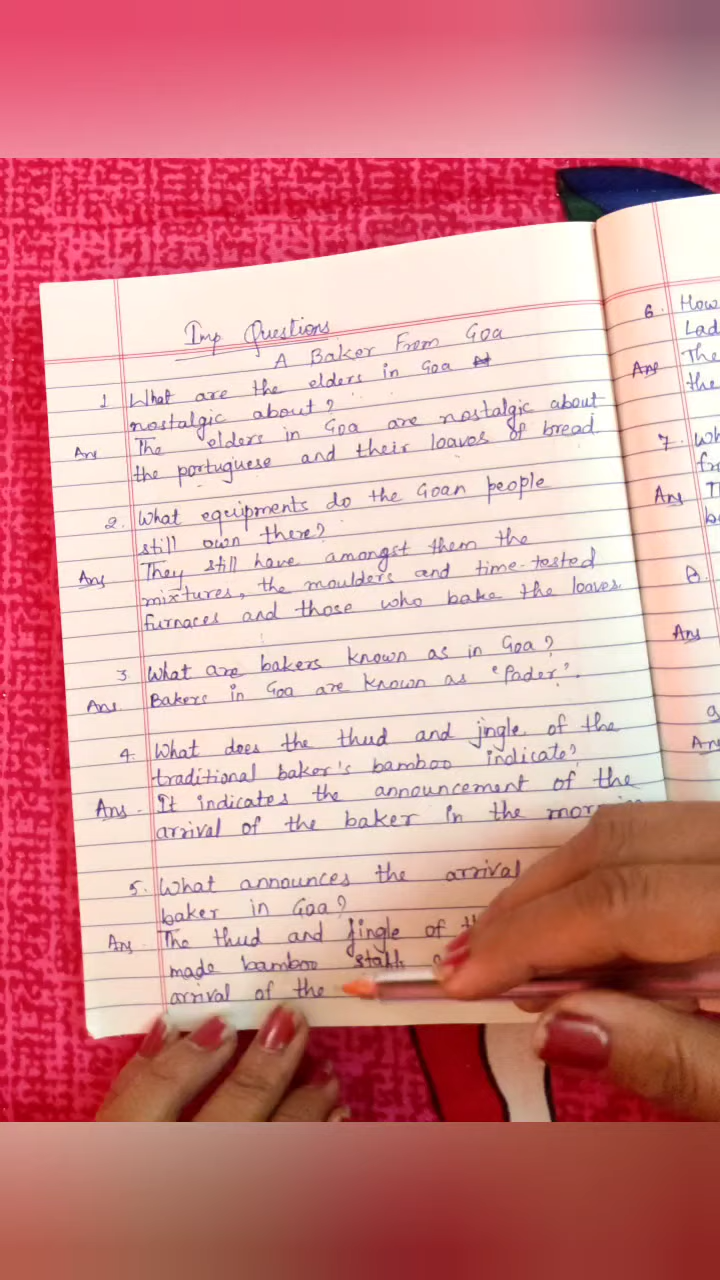 Imp Questions
A Baker From Goa
1 What are the elders in Goa
nostalgic about?
Ans The elders in Goa are nostalgic about
the portuguese and their loaves of bread
2. What equipments do the Goan people
still own there?
Ans They still have amongst them the
mixtures, the moulders and time-tested
furnaces and those who bake the loaves.
3. What are bakers known as in Goa?
Ans Bakers in Goa are known as "Pader".
4. What does the thud and jingle of the
traditional baker's bamboo indicate?
Ans. It indicates the announcement of the
arrival of the baker in the
5. What announces the arrival
baker in Goa?
Ans. The thud and jingle of
made bamboo
arrival of the
6. How
Lad
Ans The
the
7. Wh
fr
Ans T
b
8.
Ans
9
Ans